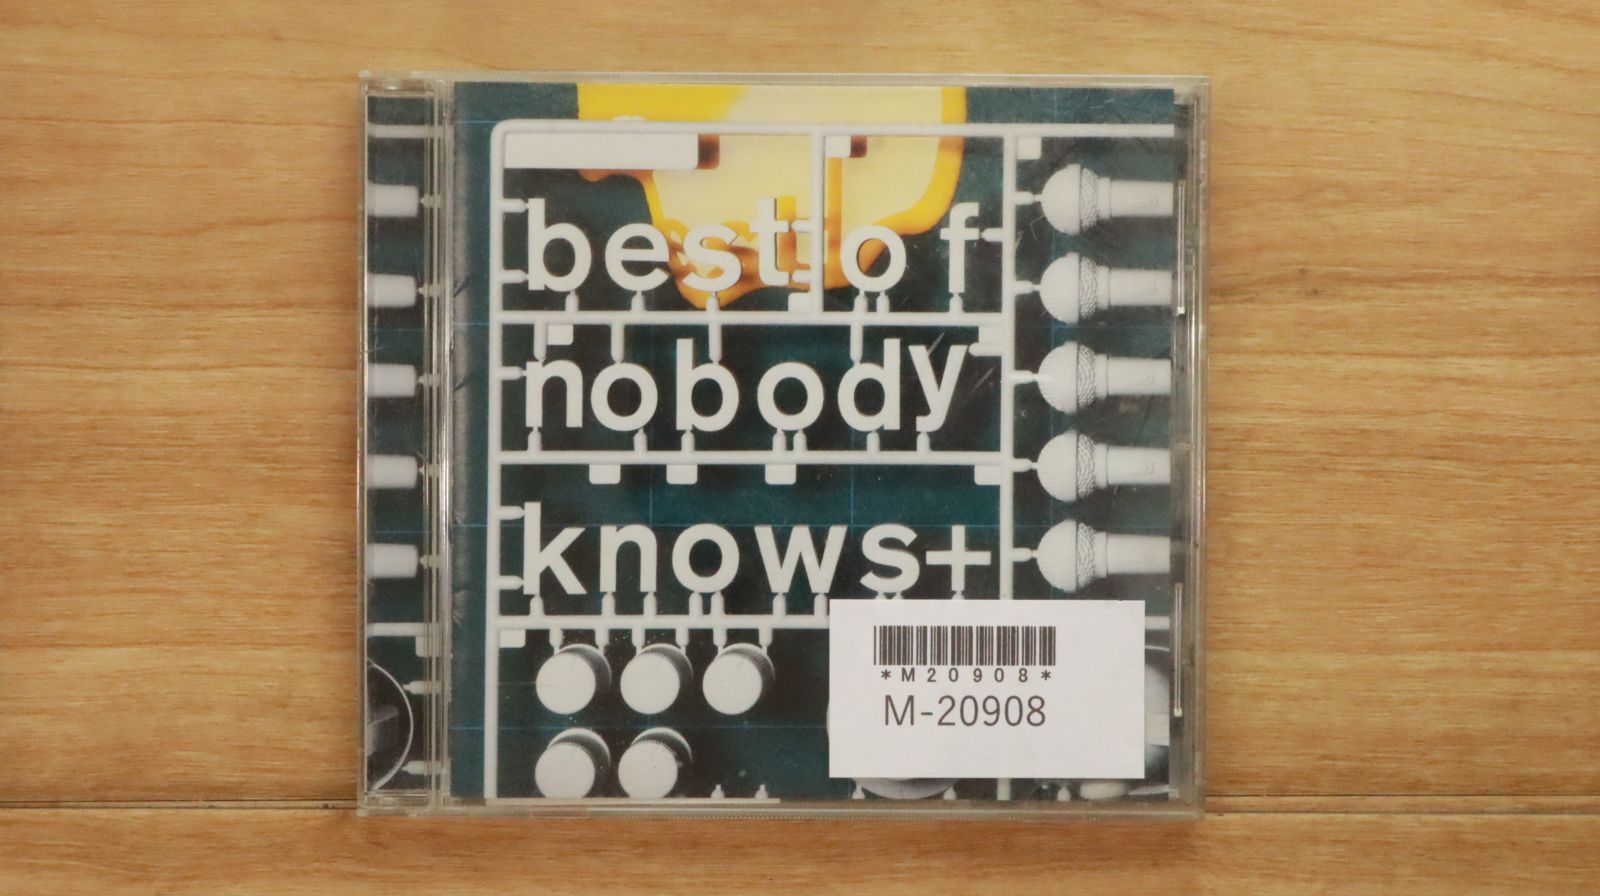 best of
nobody
knows+
*M20908*
M-20908